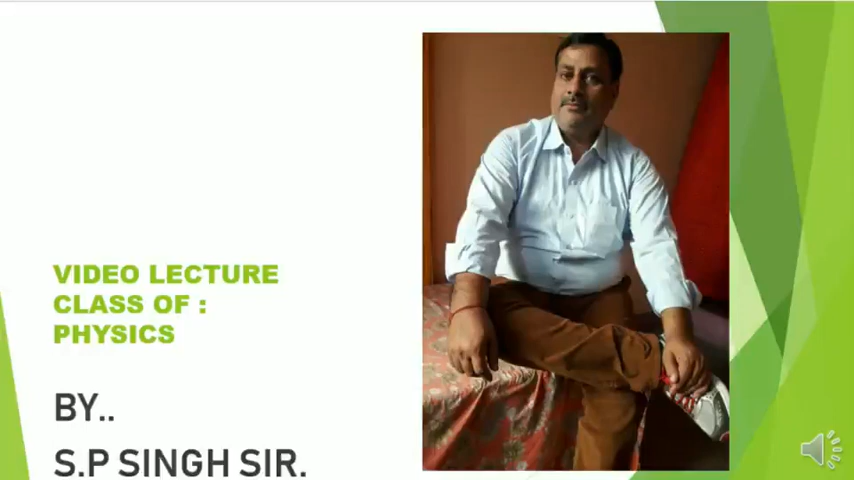 VIDEO LECTURE
CLASS OF :
PHYSICS
BY..
S.P SINGH SIR.